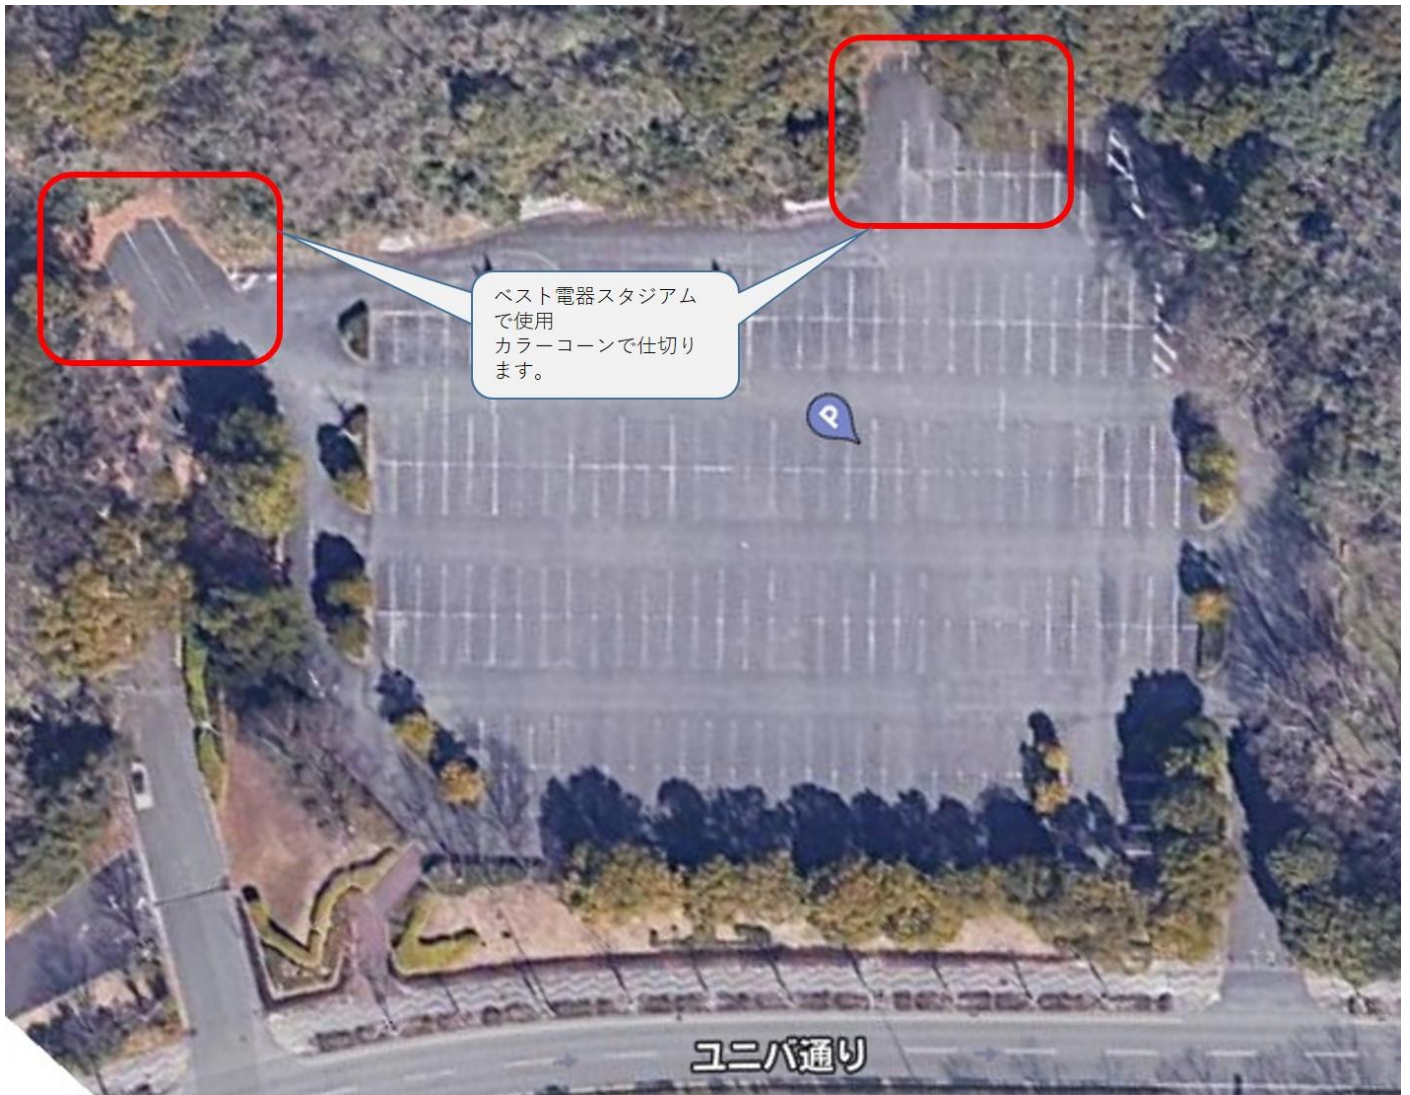 ベスト電器スタジアム
で使用
カラーコーンで仕切り
ます。
P
ユニバ通り